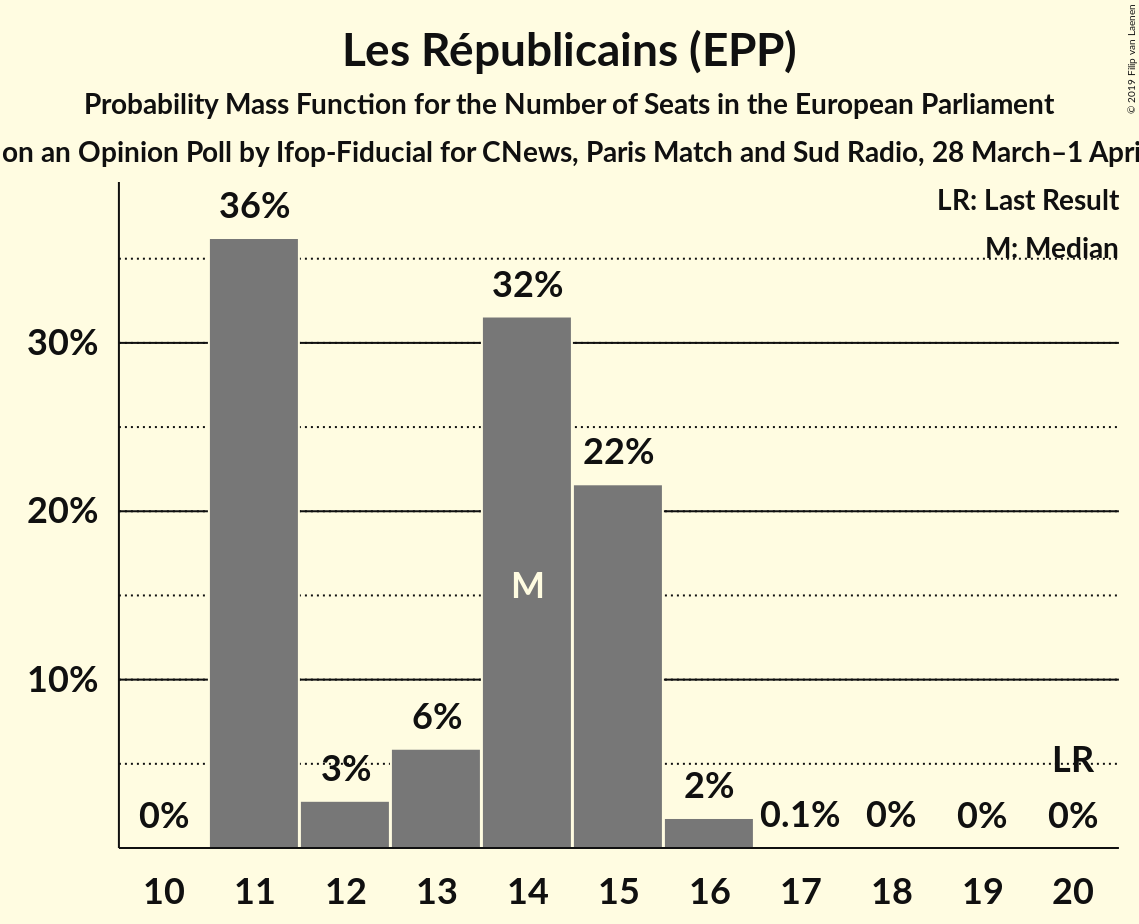 Les Républicains (EPP)
Probability Mass Function for the Number of Seats in the European Parliament
on an Opinion Poll by Ifop-Fiducial for CNews, Paris Match and Sud Radio, 28 March–1 Apri
© 2019 Filip van Laenen
LR: Last Result
M: Median
36%
32%
30%
22%
20%
M
10%
6%
3%
2%
LR
0%
0.1%
0%
0%
0%
10 11 12 13 14 15 16 17 18 19 20